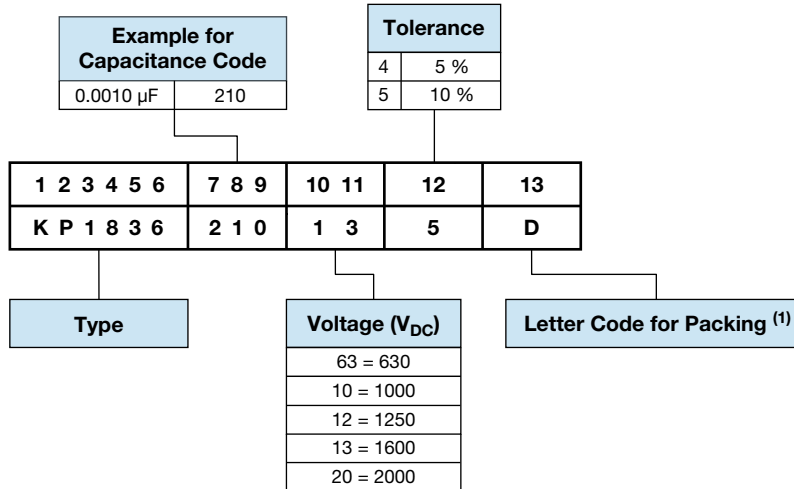 Example for
Capacitance Code
0.0010 µF 210
Tolerance
4 5 %
5 10 %
1 2 3 4 5 6 7 8 9 10 11 12 13
K P 1 8 3 6 2 1 0 1 3 5 D
Type
Voltage (VDC)
63 = 630
10 = 1000
12 = 1250
13 = 1600
20 = 2000
Letter Code for Packing (1)